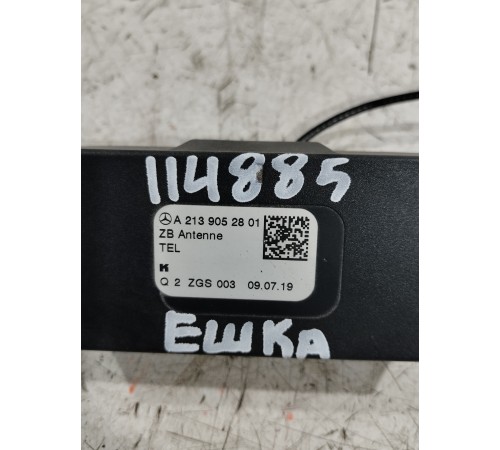 114885
A 213 905 28 01
ZB Antenne
TEL
K
Q 2 ZGS 003 09.07.19
ЕШКА